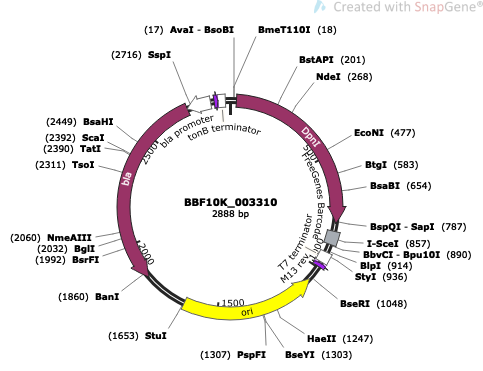 Created with SnapGene®
(17) AvaI - BsoBI
BmeT110I (18)
(2716) SspI
BstAPI (201)
NdeI (268)
bla promoter
tonB terminator
DpnI
(2449) BsaHI
(2392) ScaI
(2390) TatI
(2311) TsoI
2500
500
EcoNI (477)
BtgI (583)
BsaBI (654)
FreeGenes Barcode
bla
BBF10K_003310
2888 bp
BspQI - SapI (787)
I-SceI (857)
BbvCI - Bpu10I (890)
BlpI (914)
StyI (936)
(2060) NmeAIII
(2032) BglI
(1992) BsrFI
2000
T7 terminator
M13 rev
(1860) BanI
BseRI (1048)
1500
ori
(1653) StuI
HaeII (1247)
(1307) PspFI
BseYI (1303)